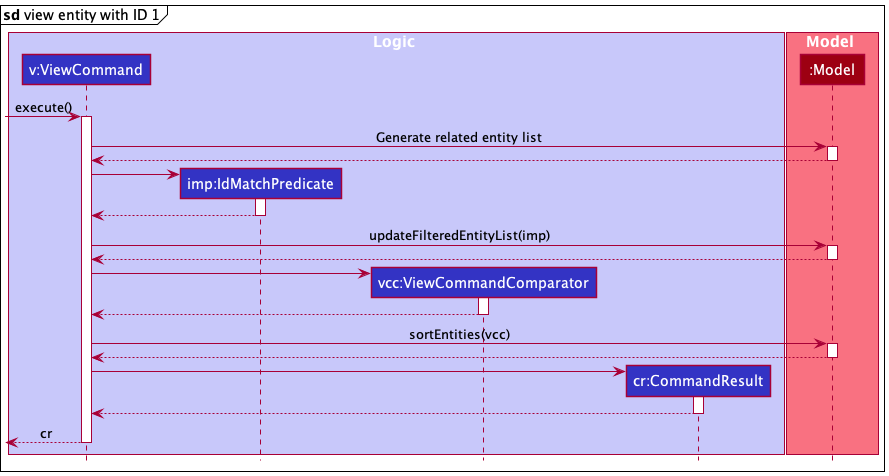 sd view entity with ID 1
Logic
Model
v:ViewCommand
:Model
execute()
Generate related entity list
imp:IdMatchPredicate
updateFilteredEntityList(imp)
vcc:ViewCommandComparator
sortEntities(vcc)
cr:CommandResult
cr